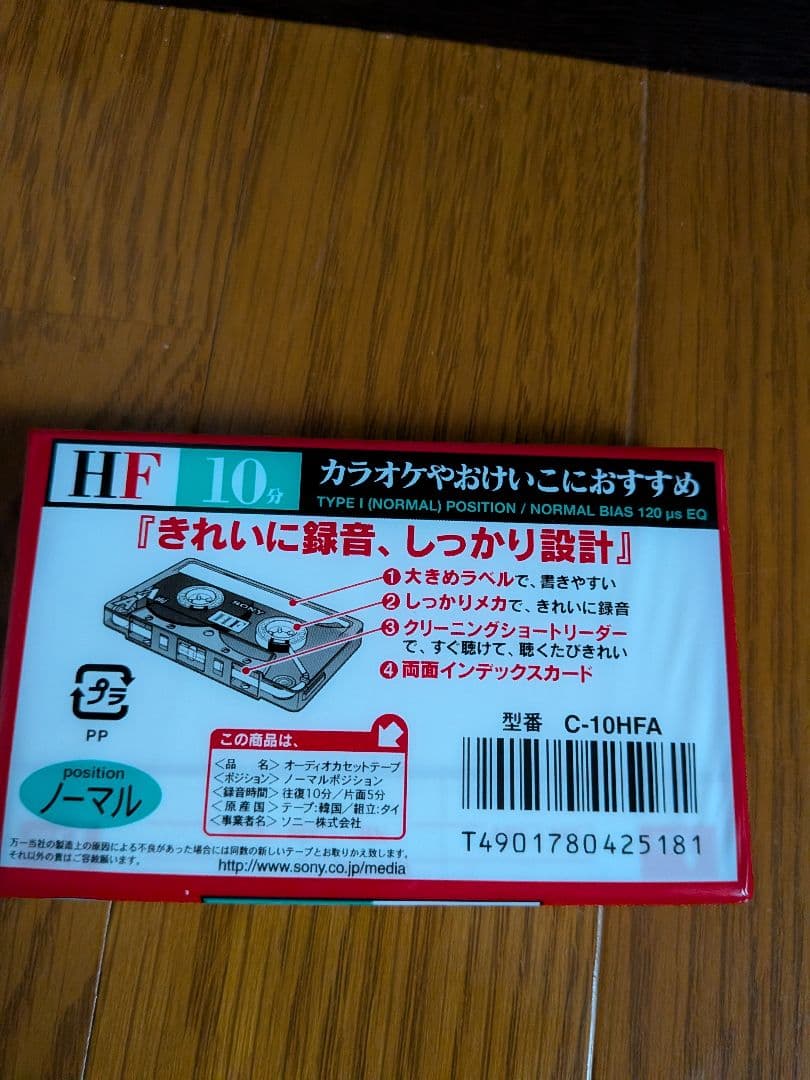 HF 10分 カラオケやおけいこにおすすめ
TYPE I (NORMAL) POSITION / NORMAL BIAS 120 μs EQ
『きれいに録音、しっかり設計』
①大きめラベルで、書きやすい
②しっかりメカで、きれいに録音
③クリーニングショートリーダー
で、すぐ聴けて、聴くたびきれい
④両面インデックスカード
SONY
HF
A
プラ
PP
position
ノーマル
この商品は、
<品　名> オーディオカセットテープ
<ポジション> ノーマルポジション
<録音時間> 往復10分/片面5分
<原産国> テープ:韓国/組立:タイ
<事業者名> ソニー株式会社
型番 C-10HFA
T4901780425181
万一当社の製造上の原因による不良があった場合には同数の新しいテープとお取りかえ致します。
それ以外の責はご容赦願います。
http://www.sony.co.jp/media